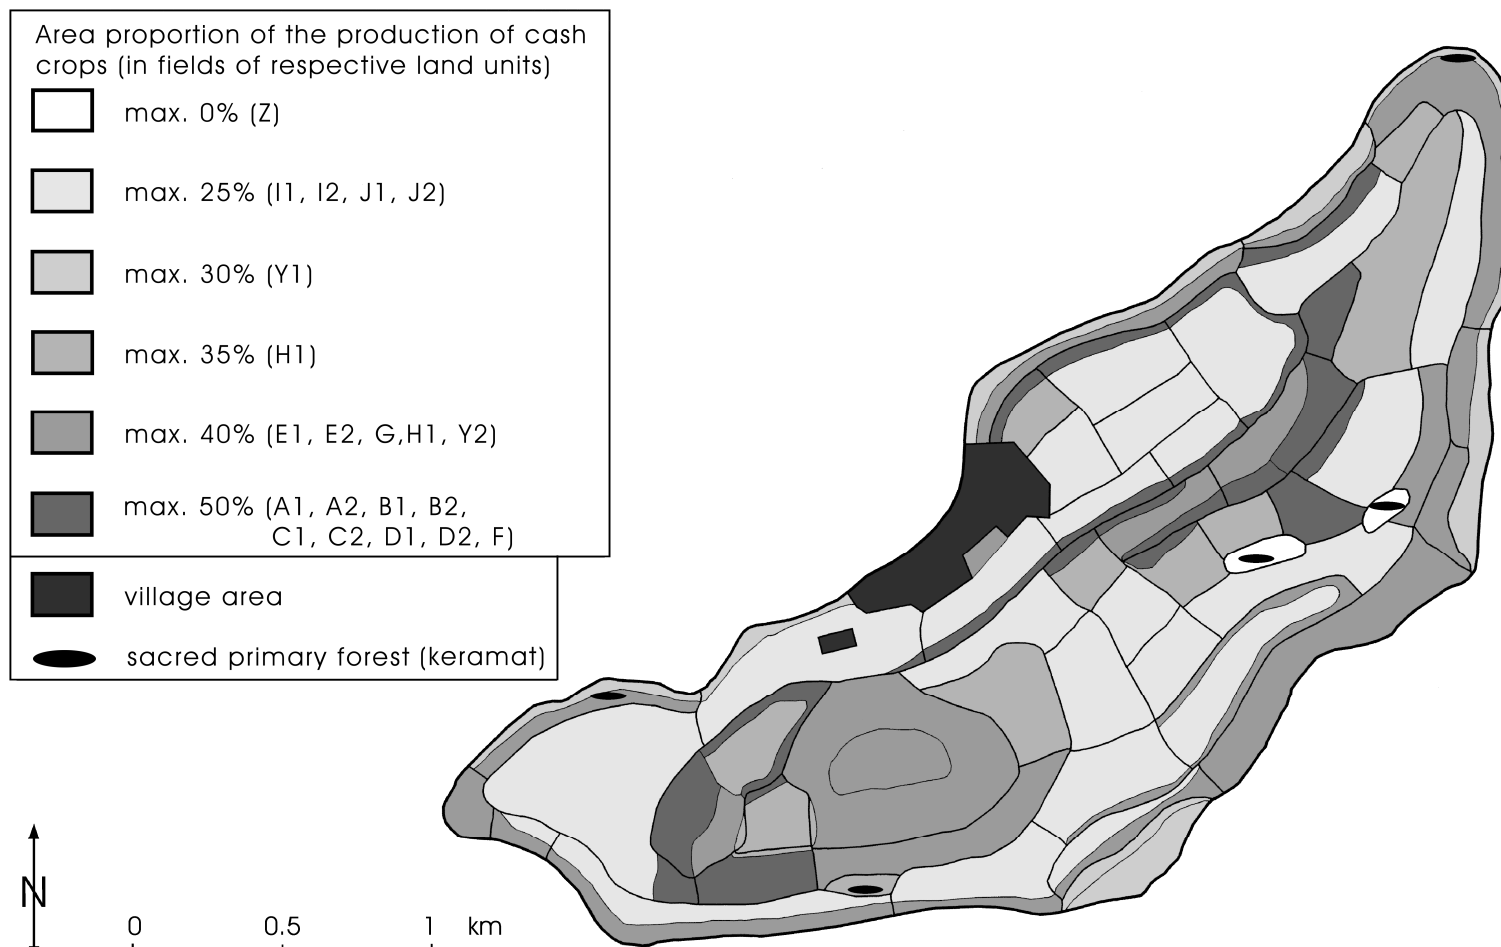 Area proportion of the production of cash
crops (in fields of respective land units)
max. 0% (Z)
max. 25% (I1, I2, J1, J2)
max. 30% (Y1)
max. 35% (H1)
max. 40% (E1, E2, G,H1, Y2)
max. 50% (A1, A2, B1, B2,
C1, C2, D1, D2, F)
village area
sacred primary forest (keramat)
N
0 0.5 1 km